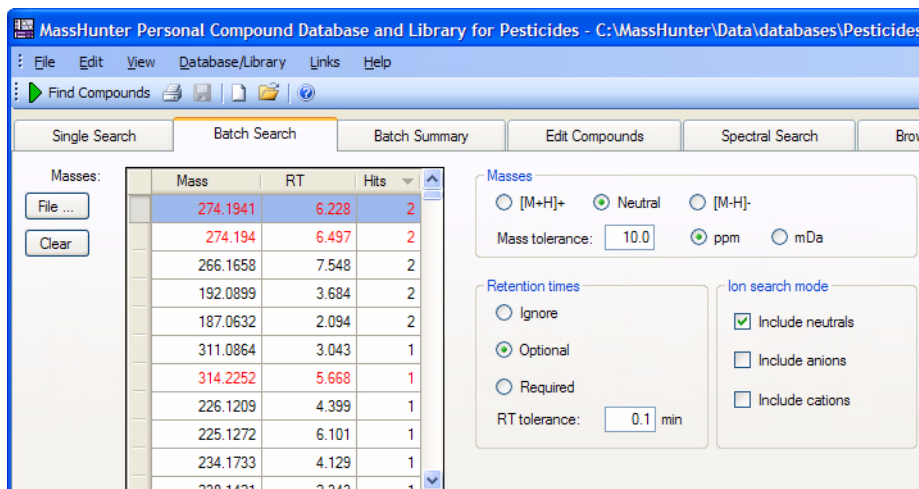 MassHunter Personal Compound Database and Library for Pesticides - C:\MassHunter\Data\databases\Pesticides
File Edit View Database/Library Links Help
Find Compounds
Single Search Batch Search Batch Summary Edit Compounds Spectral Search
Masses:
File ...
Clear
Mass RT Hits
274.1941 6.228 2
274.194 6.497 2
266.1658 7.548 2
192.0899 3.684 2
187.0632 2.094 2
311.0864 3.043 1
314.2252 5.668 1
226.1209 4.399 1
225.1272 6.101 1
234.1733 4.129 1
Masses
[M+H]+ Neutral [M-H]-
Mass tolerance: 10.0 ppm mDa
Retention times
Ignore
Optional
Required
RT tolerance: 0.1 min
Ion search mode
Include neutrals
Include anions
Include cations